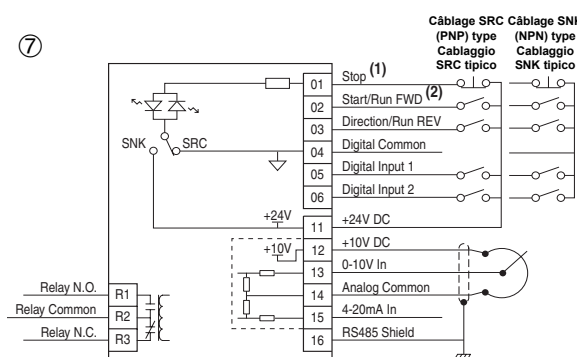 Câblage SRC Câblage SNK
(PNP) type (NPN) type
Cablaggio Cablaggio
SRC tipico SNK tipico
7
01 Stop (1)
02 Start/Run FWD (2)
03 Direction/Run REV
SNK SRC
04 Digital Common
05 Digital Input 1
06 Digital Input 2
+24V 11 +24V DC
+10V 12 +10V DC
13 0-10V In
Relay N.O. R1 14 Analog Common
Relay Common R2 15 4-20mA In
Relay N.C. R3 16 RS485 Shield